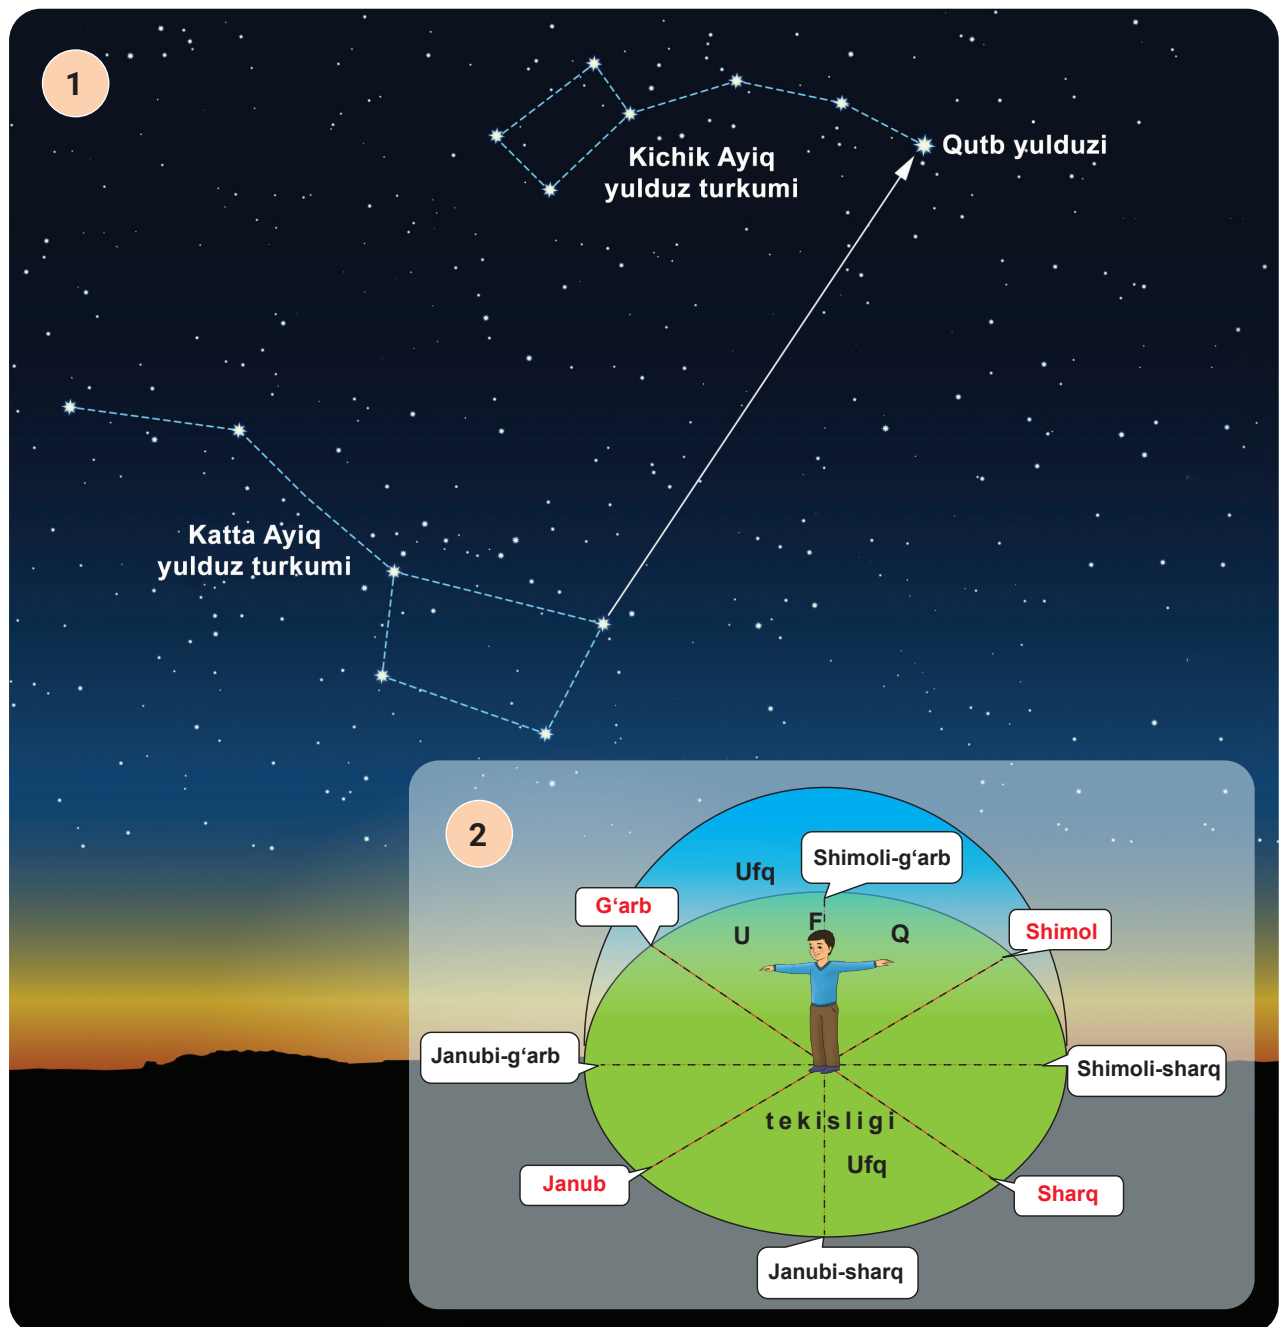 1
Qutb yulduzi
Kichik Ayiq
yulduz turkumi
Katta Ayiq
yulduz turkumi
2
Ufq
Shimoli-g‘arb
G‘arb
U F Q
Shimol
Janubi-g‘arb
Shimoli-sharq
tekisligi
Ufq
Janub
Sharq
Janubi-sharq